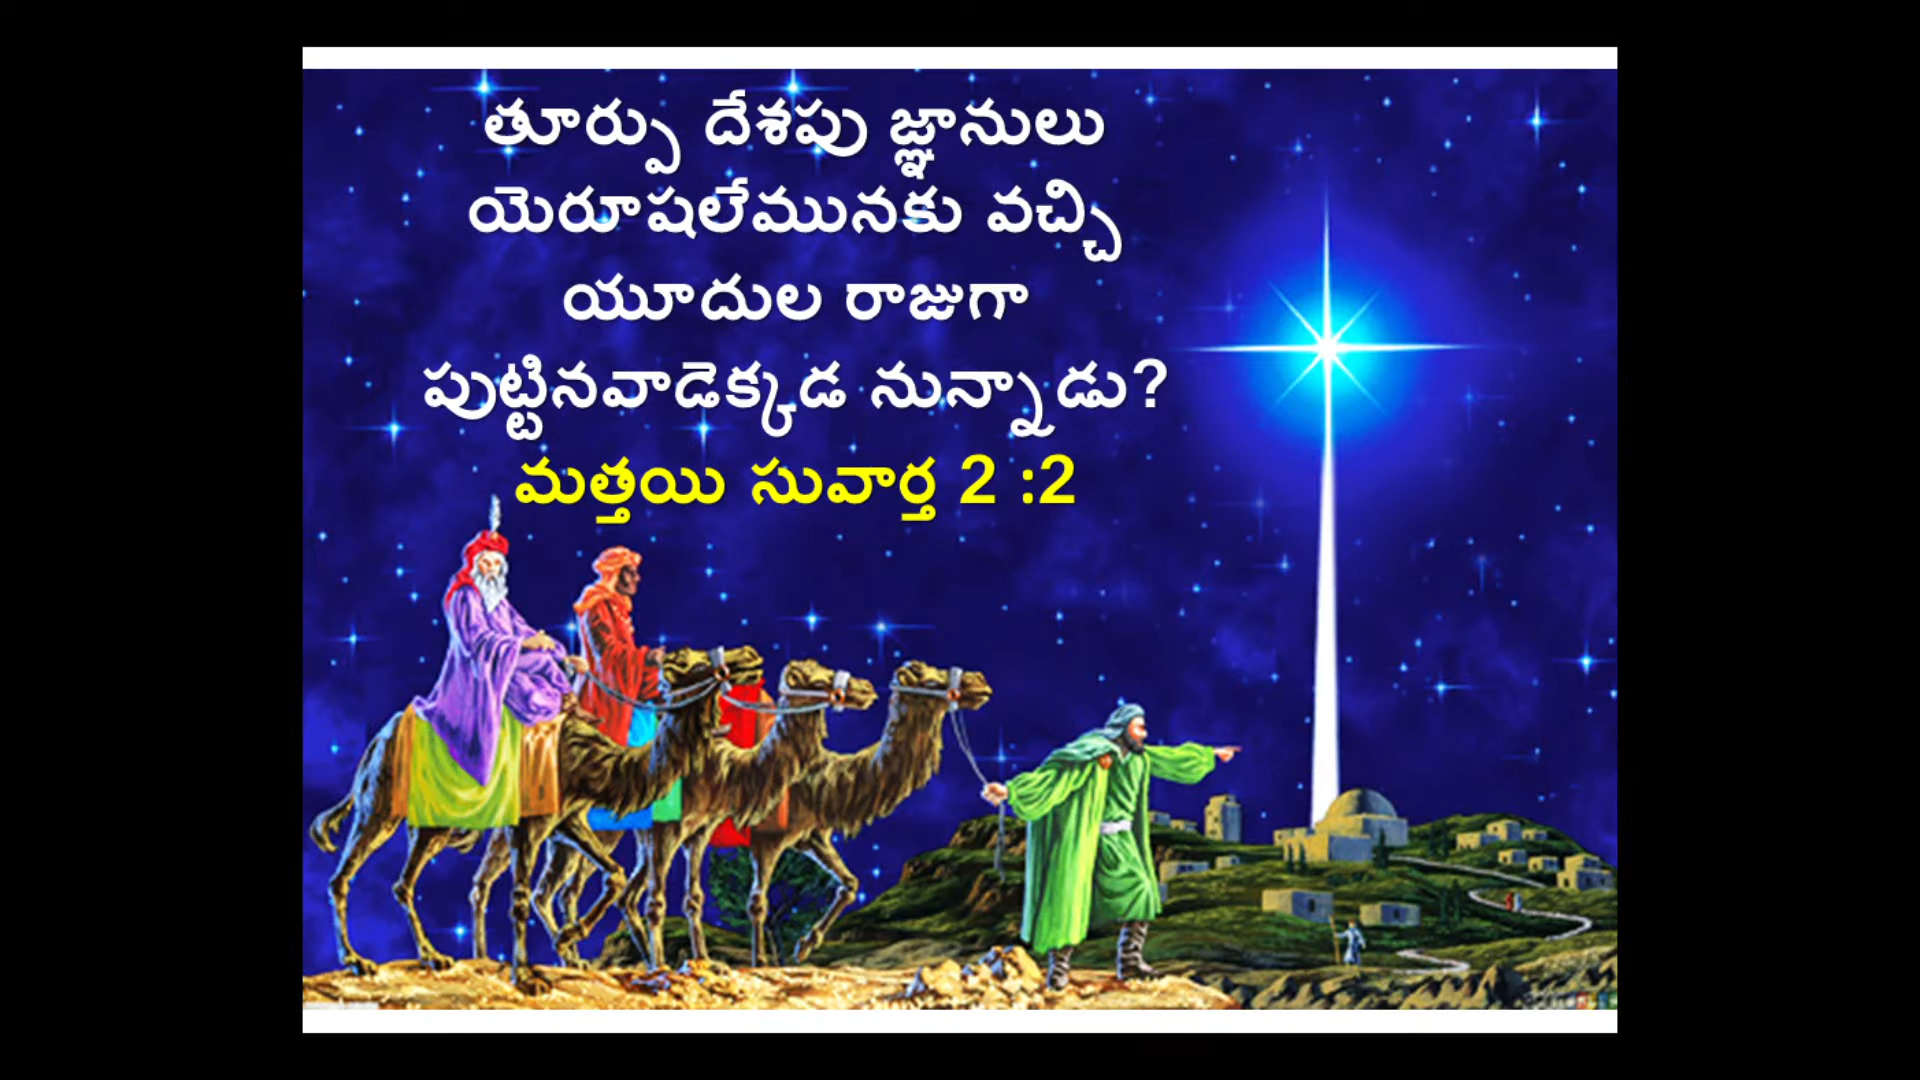 తూర్పు దేశపు జ్ఞానులు
యెరూషలేమునకు వచ్చి
యూదుల రాజుగా
పుట్టినవాడెక్కడ నున్నాడు?
మత్తయి సువార్త 2 :2